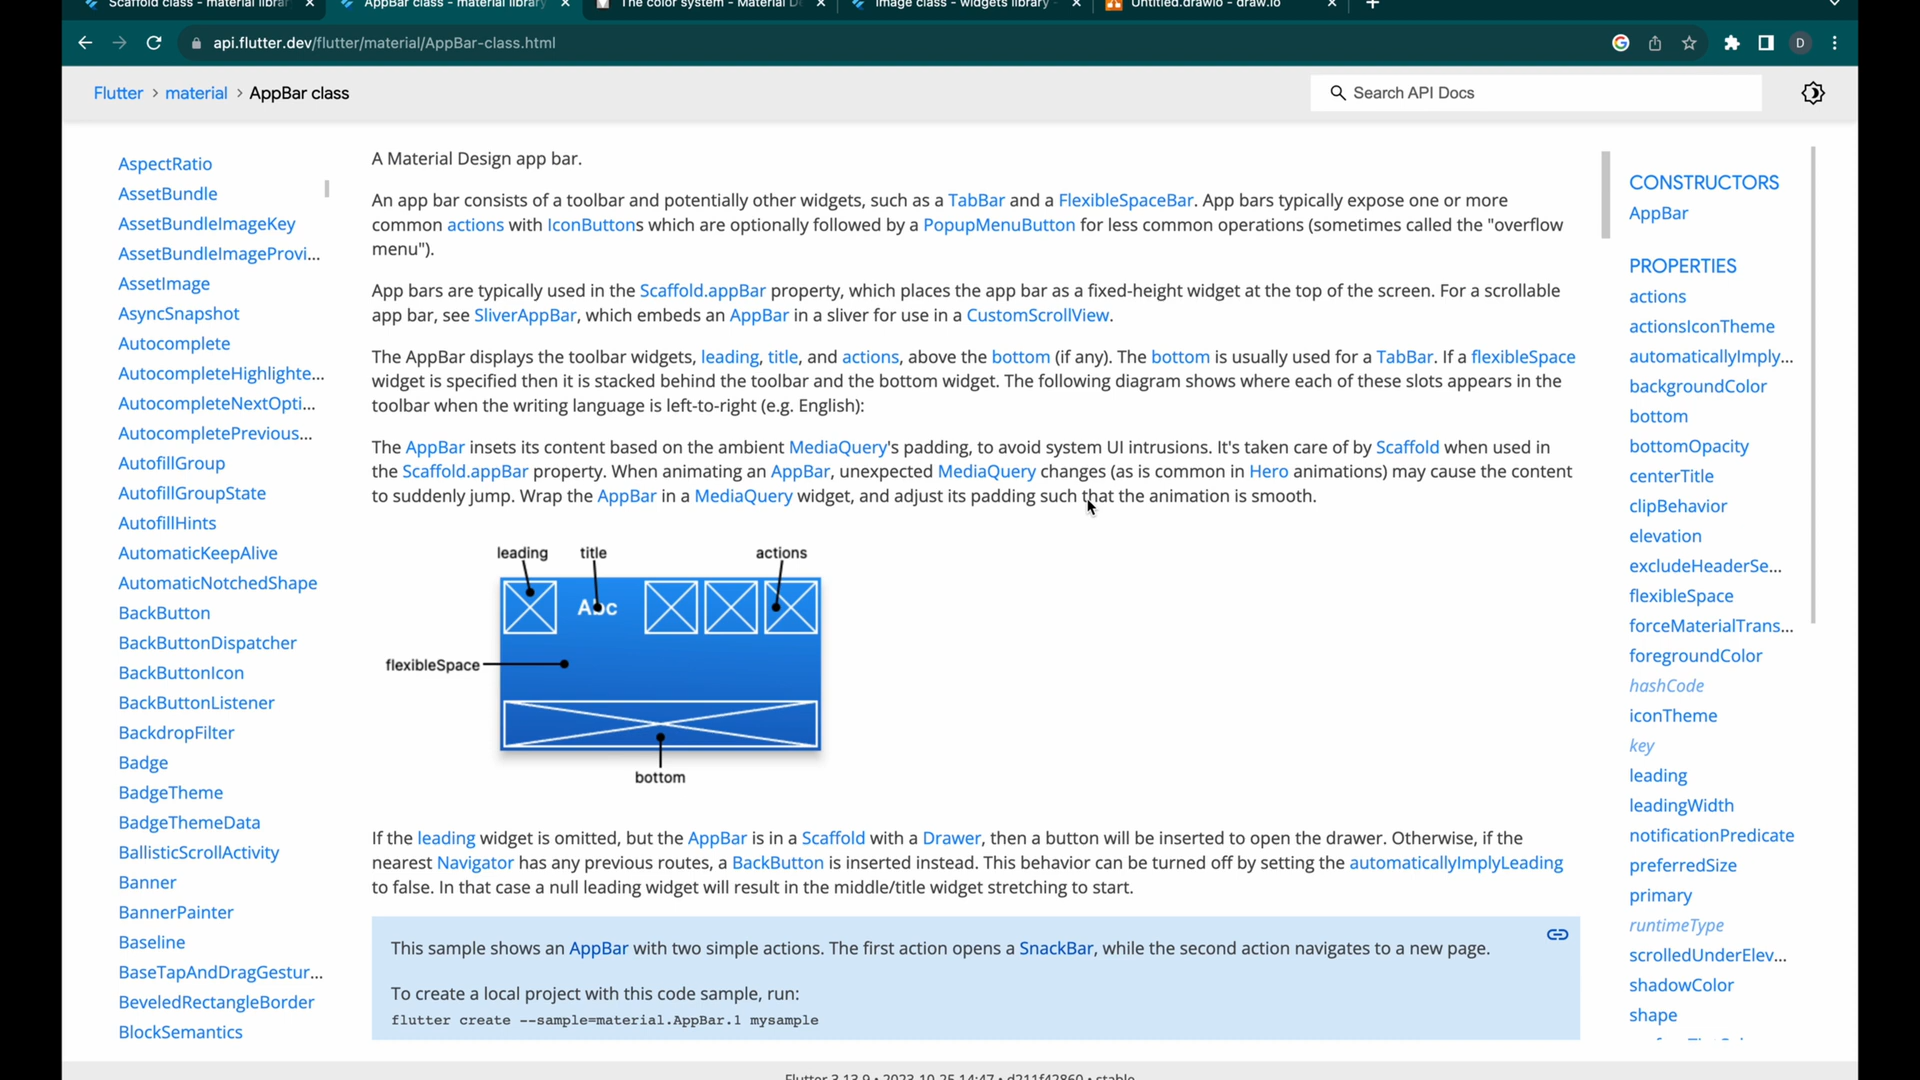 Scaffold class - material librar
AppBar class - material library
The color system - Material D
Image class - widgets library -
Untitled.drawio - draw.io
api.flutter.dev/flutter/material/AppBar-class.html
D
Flutter > material > AppBar class
Search API Docs
AspectRatio
AssetBundle
AssetBundleImageKey
AssetBundleImageProvi...
AssetImage
AsyncSnapshot
Autocomplete
AutocompleteHighlighte...
AutocompleteNextOpti...
AutocompletePrevious...
AutofillGroup
AutofillGroupState
AutofillHints
AutomaticKeepAlive
AutomaticNotchedShape
BackButton
BackButtonDispatcher
BackButtonIcon
BackButtonListener
BackdropFilter
Badge
BadgeTheme
BadgeThemeData
BallisticScrollActivity
Banner
BannerPainter
Baseline
BaseTapAndDragGestur...
BeveledRectangleBorder
BlockSemantics
A Material Design app bar.
An app bar consists of a toolbar and potentially other widgets, such as a TabBar and a FlexibleSpaceBar. App bars typically expose one or more
common actions with IconButtons which are optionally followed by a PopupMenuButton for less common operations (sometimes called the "overflow
menu").
App bars are typically used in the Scaffold.appBar property, which places the app bar as a fixed-height widget at the top of the screen. For a scrollable
app bar, see SliverAppBar, which embeds an AppBar in a sliver for use in a CustomScrollView.
The AppBar displays the toolbar widgets, leading, title, and actions, above the bottom (if any). The bottom is usually used for a TabBar. If a flexibleSpace
widget is specified then it is stacked behind the toolbar and the bottom widget. The following diagram shows where each of these slots appears in the
toolbar when the writing language is left-to-right (e.g. English):
The AppBar insets its content based on the ambient MediaQuery's padding, to avoid system UI intrusions. It's taken care of by Scaffold when used in
the Scaffold.appBar property. When animating an AppBar, unexpected MediaQuery changes (as is common in Hero animations) may cause the content
to suddenly jump. Wrap the AppBar in a MediaQuery widget, and adjust its padding such that the animation is smooth.
leading title actions
Abc
flexibleSpace
bottom
If the leading widget is omitted, but the AppBar is in a Scaffold with a Drawer, then a button will be inserted to open the drawer. Otherwise, if the
nearest Navigator has any previous routes, a BackButton is inserted instead. This behavior can be turned off by setting the automaticallyImplyLeading
to false. In that case a null leading widget will result in the middle/title widget stretching to start.
This sample shows an AppBar with two simple actions. The first action opens a SnackBar, while the second action navigates to a new page.
To create a local project with this code sample, run:
flutter create --sample=material.AppBar.1 mysample
CONSTRUCTORS
AppBar
PROPERTIES
actions
actionsIconTheme
automaticallyImply...
backgroundColor
bottom
bottomOpacity
centerTitle
clipBehavior
elevation
excludeHeaderSe...
flexibleSpace
forceMaterialTrans...
foregroundColor
hashCode
iconTheme
key
leading
leadingWidth
notificationPredicate
preferredSize
primary
runtimeType
scrolledUnderElev...
shadowColor
shape
Flutter 3.13.9 • 2023-10-25 14:47 • d211f42860 • stable